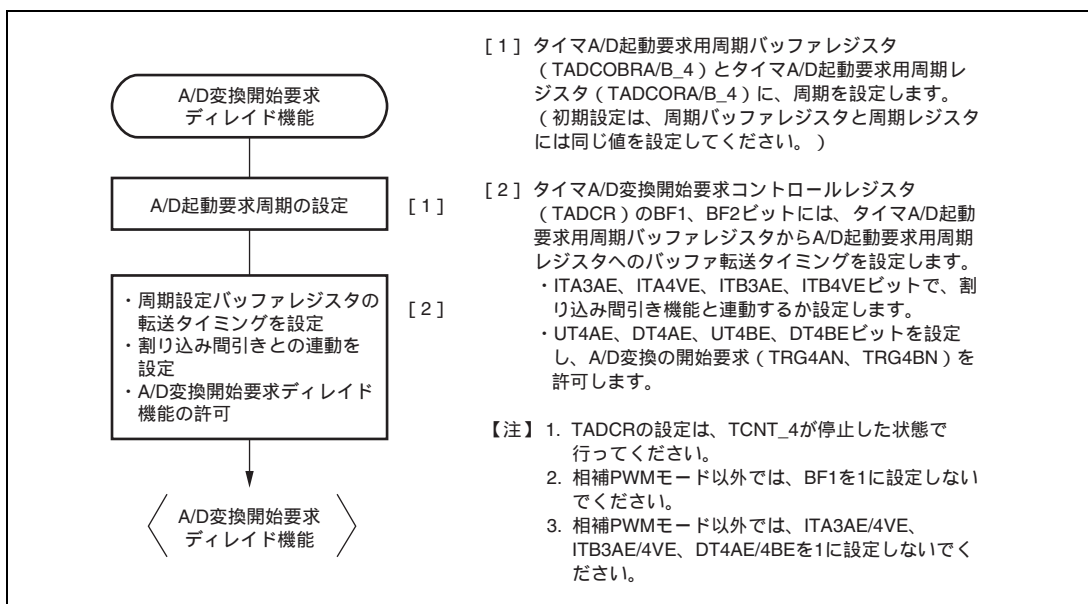 A/D変換開始要求
ディレイド機能
A/D起動要求周期の設定
[1]
・周期設定バッファレジスタの
転送タイミングを設定
・割り込み間引きとの連動を
設定
・A/D変換開始要求ディレイド
機能の許可
[2]
A/D変換開始要求
ディレイド機能
[1] タイマA/D起動要求用周期バッファレジスタ
(TADCOBRA/B_4)とタイマA/D起動要求用周期レ
ジスタ(TADCORA/B_4)に、周期を設定します。
(初期設定は、周期バッファレジスタと周期レジスタ
には同じ値を設定してください。)
[2] タイマA/D変換開始要求コントロールレジスタ
(TADCR)のBF1、BF2ビットには、タイマA/D起動
要求用周期バッファレジスタからA/D起動要求用周期
レジスタへのバッファ転送タイミングを設定します。
・ITA3AE、ITA4VE、ITB3AE、ITB4VEビットで、割
り込み間引き機能と連動するか設定します。
・UT4AE、DT4AE、UT4BE、DT4BEビットを設定
し、A/D変換の開始要求(TRG4AN、TRG4BN)を
許可します。
【注】1. TADCRの設定は、TCNT_4が停止した状態で
行ってください。
2. 相補PWMモード以外では、BF1を1に設定しない
でください。
3. 相補PWMモード以外では、ITA3AE/4VE、
ITB3AE/4VE、DT4AE/4BEを1に設定しないでく
ださい。